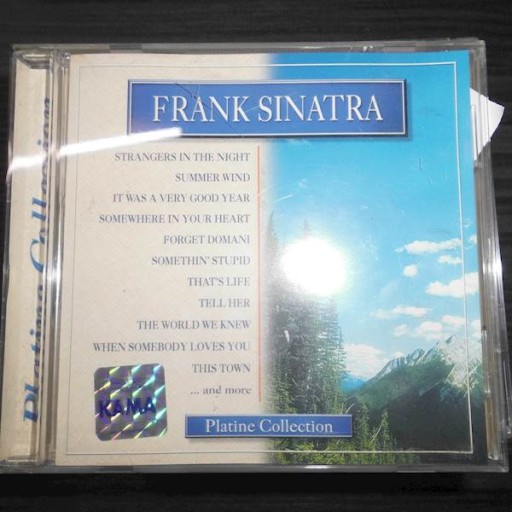 FRANK SINATRA
STRANGERS IN THE NIGHT
SUMMER WIND
IT WAS A VERY GOOD YEAR
SOMEWHERE IN YOUR HEART
FORGET DOMANI
SOMETHIN' STUPID
THAT'S LIFE
TELL HER
THE WORLD WE KNEW
WHEN SOMEBODY LOVES YOU
THIS TOWN
... and more
KAMA
Platine Collection
Platine Collection